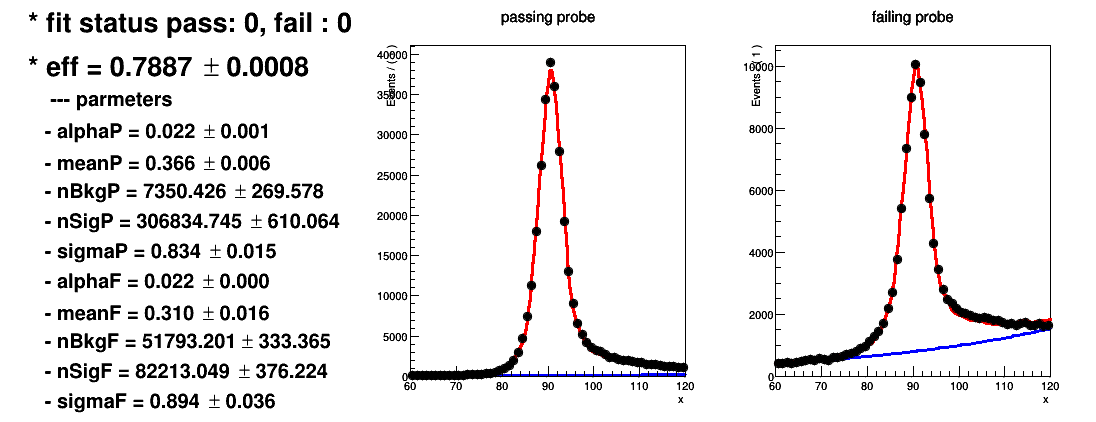 * fit status pass: 0, fail : 0
* eff = 0.7887 ± 0.0008
--- parmeters
- alphaP = 0.022 ± 0.001
- meanP = 0.366 ± 0.006
- nBkgP = 7350.426 ± 269.578
- nSigP = 306834.745 ± 610.064
- sigmaP = 0.834 ± 0.015
- alphaF = 0.022 ± 0.000
- meanF = 0.310 ± 0.016
- nBkgF = 51793.201 ± 333.365
- nSigF = 82213.049 ± 376.224
- sigmaF = 0.894 ± 0.036
passing probe
40000
35000
30000
25000
20000
15000
10000
5000
0
60 70 80 90 100 110 120
x
failing probe
10000
8000
6000
4000
2000
0
60 70 80 90 100 110 120
x